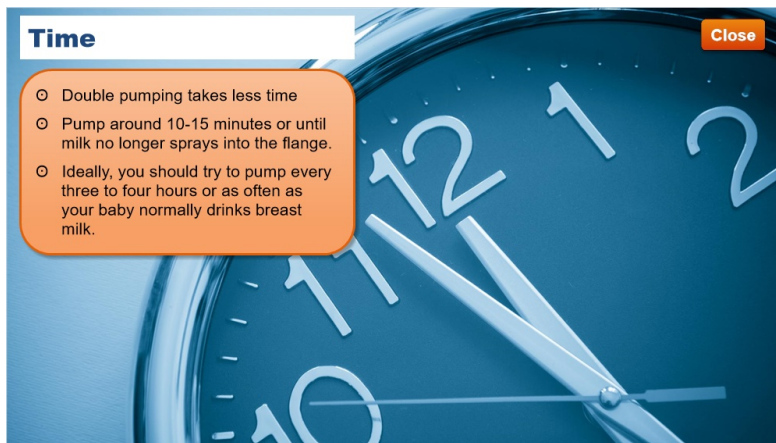 Time
Close
Double pumping takes less time
Pump around 10-15 minutes or until
milk no longer sprays into the flange.
Ideally, you should try to pump every
three to four hours or as often as
your baby normally drinks breast
milk.
12
1
2
11
10